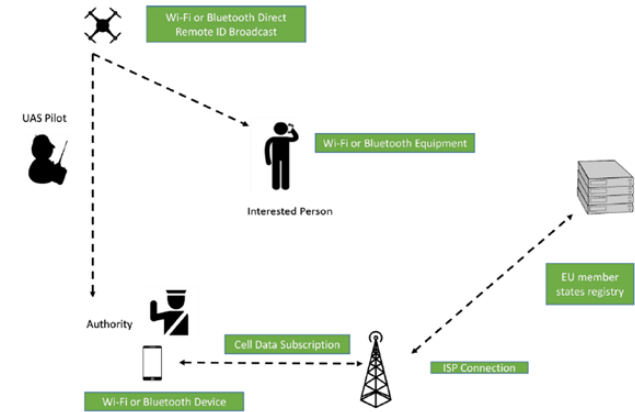 Wi-Fi or Bluetooth Direct
Remote ID Broadcast
UAS Pilot
Wi-Fi or Bluetooth Equipment
Interested Person
EU member
states registry
Authority
Cell Data Subscription
ISP Connection
Wi-Fi or Bluetooth Device